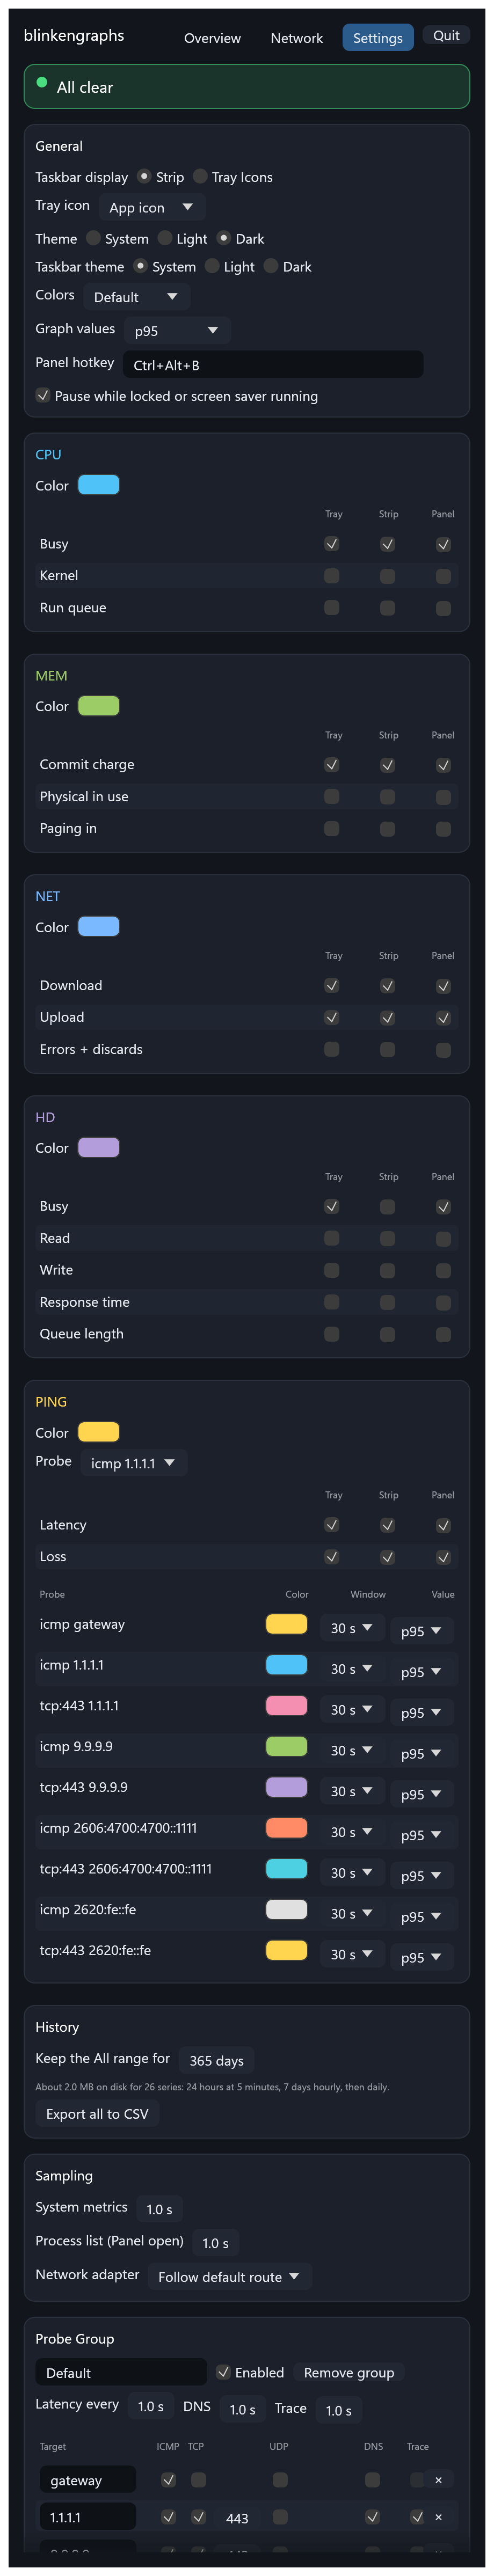 blinkengraphs Overview Network Settings Quit
All clear
General
Taskbar display Strip Tray Icons
Tray icon App icon
Theme System Light Dark
Taskbar theme System Light Dark
Colors Default
Graph values p95
Panel hotkey Ctrl+Alt+B
Pause while locked or screen saver running
CPU
Color
Tray Strip Panel
Busy
Kernel
Run queue
MEM
Color
Tray Strip Panel
Commit charge
Physical in use
Paging in
NET
Color
Tray Strip Panel
Download
Upload
Errors + discards
HD
Color
Tray Strip Panel
Busy
Read
Write
Response time
Queue length
PING
Color
Probe icmp 1.1.1.1
Tray Strip Panel
Latency
Loss
Probe Color Window Value
icmp gateway 30 s p95
icmp 1.1.1.1 30 s p95
tcp:443 1.1.1.1 30 s p95
icmp 9.9.9.9 30 s p95
tcp:443 9.9.9.9 30 s p95
icmp 2606:4700:4700::1111 30 s p95
tcp:443 2606:4700:4700::1111 30 s p95
icmp 2620:fe::fe 30 s p95
tcp:443 2620:fe::fe 30 s p95
History
Keep the All range for 365 days
About 2.0 MB on disk for 26 series: 24 hours at 5 minutes, 7 days hourly, then daily.
Export all to CSV
Sampling
System metrics 1.0 s
Process list (Panel open) 1.0 s
Network adapter Follow default route
Probe Group
Default Enabled Remove group
Latency every 1.0 s DNS 1.0 s Trace 1.0 s
Target ICMP TCP UDP DNS Trace
gateway ×
1.1.1.1 443 ×